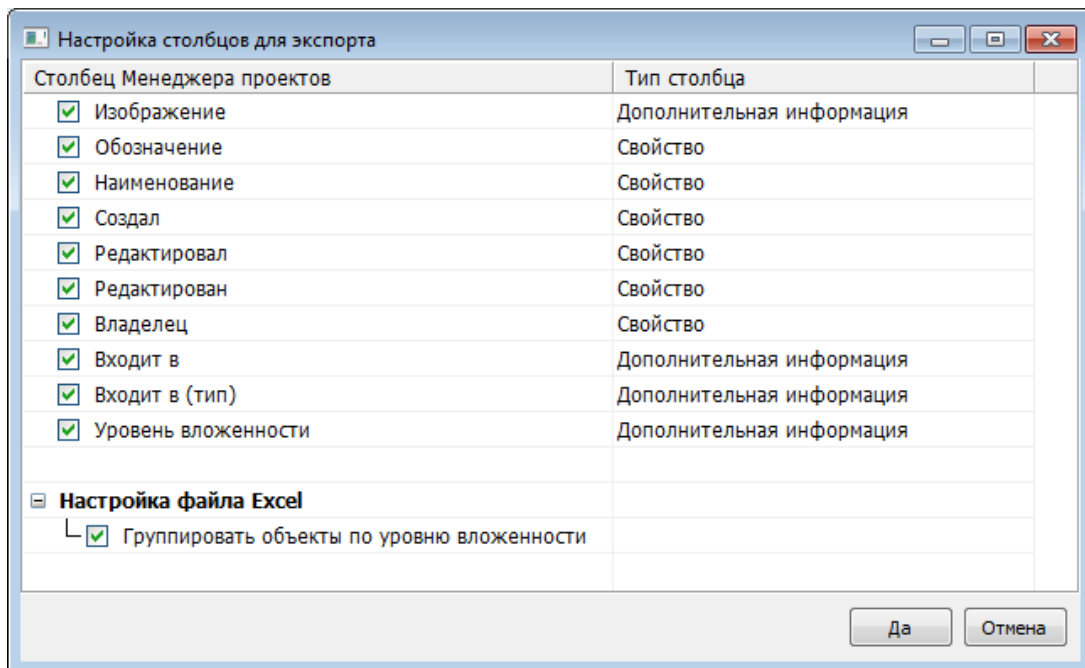 Настройка столбцов для экспорта
Столбец Менеджера проектов Тип столбца
Изображение Дополнительная информация
Обозначение Свойство
Наименование Свойство
Создал Свойство
Редактировал Свойство
Редактирован Свойство
Владелец Свойство
Входит в Дополнительная информация
Входит в (тип) Дополнительная информация
Уровень вложенности Дополнительная информация
Настройка файла Excel
Группировать объекты по уровню вложенности
Да Отмена